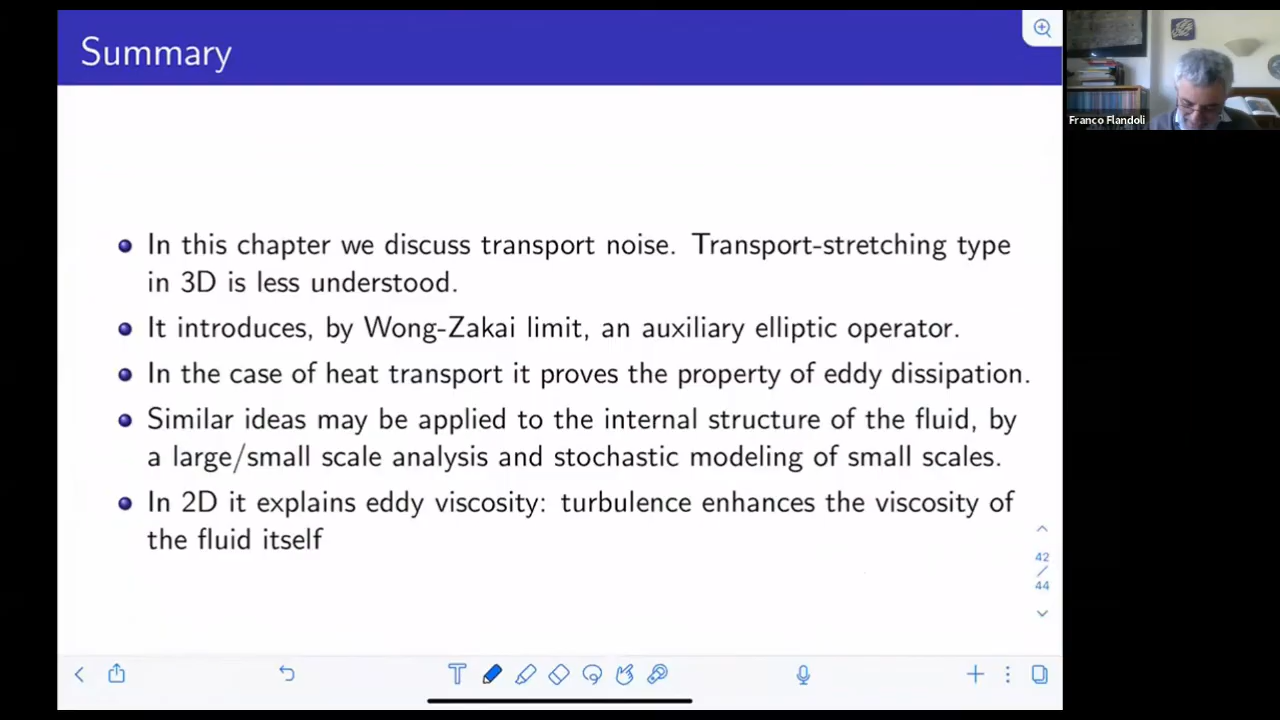 Summary
Franco Flandoli
In this chapter we discuss transport noise. Transport-stretching type
in 3D is less understood.
It introduces, by Wong-Zakai limit, an auxiliary elliptic operator.
In the case of heat transport it proves the property of eddy dissipation.
Similar ideas may be applied to the internal structure of the fluid, by
a large/small scale analysis and stochastic modeling of small scales.
In 2D it explains eddy viscosity: turbulence enhances the viscosity of
the fluid itself
42
/
44